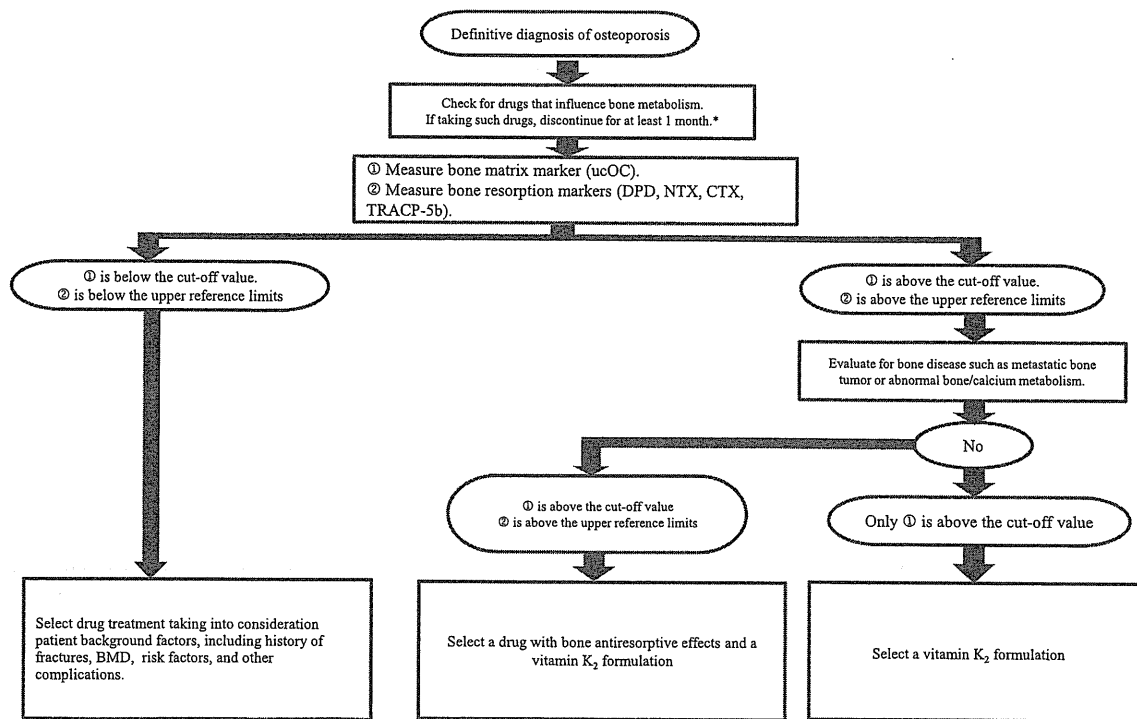 Definitive diagnosis of osteoporosis
Check for drugs that influence bone metabolism.
If taking such drugs, discontinue for at least 1 month.*
① Measure bone matrix marker (ucOC).
② Measure bone resorption markers (DPD, NTX, CTX,
TRACP-5b).
① is below the cut-off value.
② is below the upper reference limits
① is above the cut-off value.
② is above the upper reference limits
Evaluate for bone disease such as metastatic bone
tumor or abnormal bone/calcium metabolism.
No
① is above the cut-off value
② is above the upper reference limits
Only ① is above the cut-off value
Select drug treatment taking into consideration
patient background factors, including history of
fractures, BMD, risk factors, and other
complications.
Select a drug with bone antiresorptive effects and a
vitamin K₂ formulation
Select a vitamin K₂ formulation